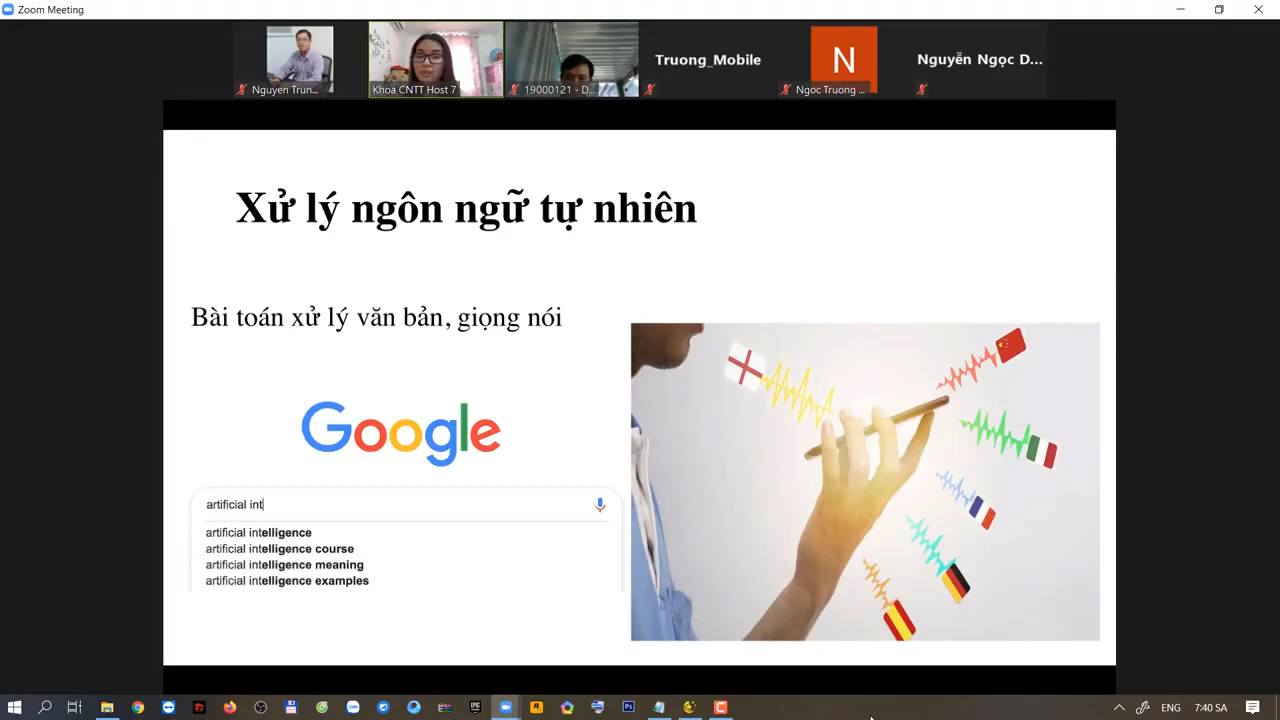 Zoom Meeting
Truong_Mobile
N
Nguyễn Ngọc D...
Nguyen Trun...
Khoa CNTT Host 7
19000121 - D...
Ngoc Truong ...
Xử lý ngôn ngữ tự nhiên
Bài toán xử lý văn bản, giọng nói
Google
artificial int
artificial intelligence
artificial intelligence course
artificial intelligence meaning
artificial intelligence examples
EPIC
Ps
ENG
7:40 SA